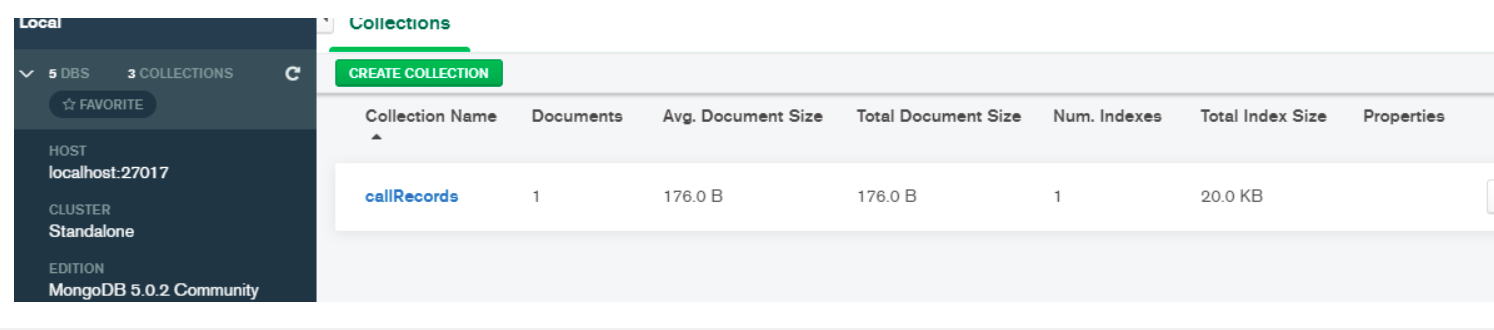 Local
Collections
5 DBS 3 COLLECTIONS
CREATE COLLECTION
FAVORITE
Collection Name Documents Avg. Document Size Total Document Size Num. Indexes Total Index Size Properties
HOST
localhost:27017
callRecords 1 176.0 B 176.0 B 1 20.0 KB
CLUSTER
Standalone
EDITION
MongoDB 5.0.2 Community